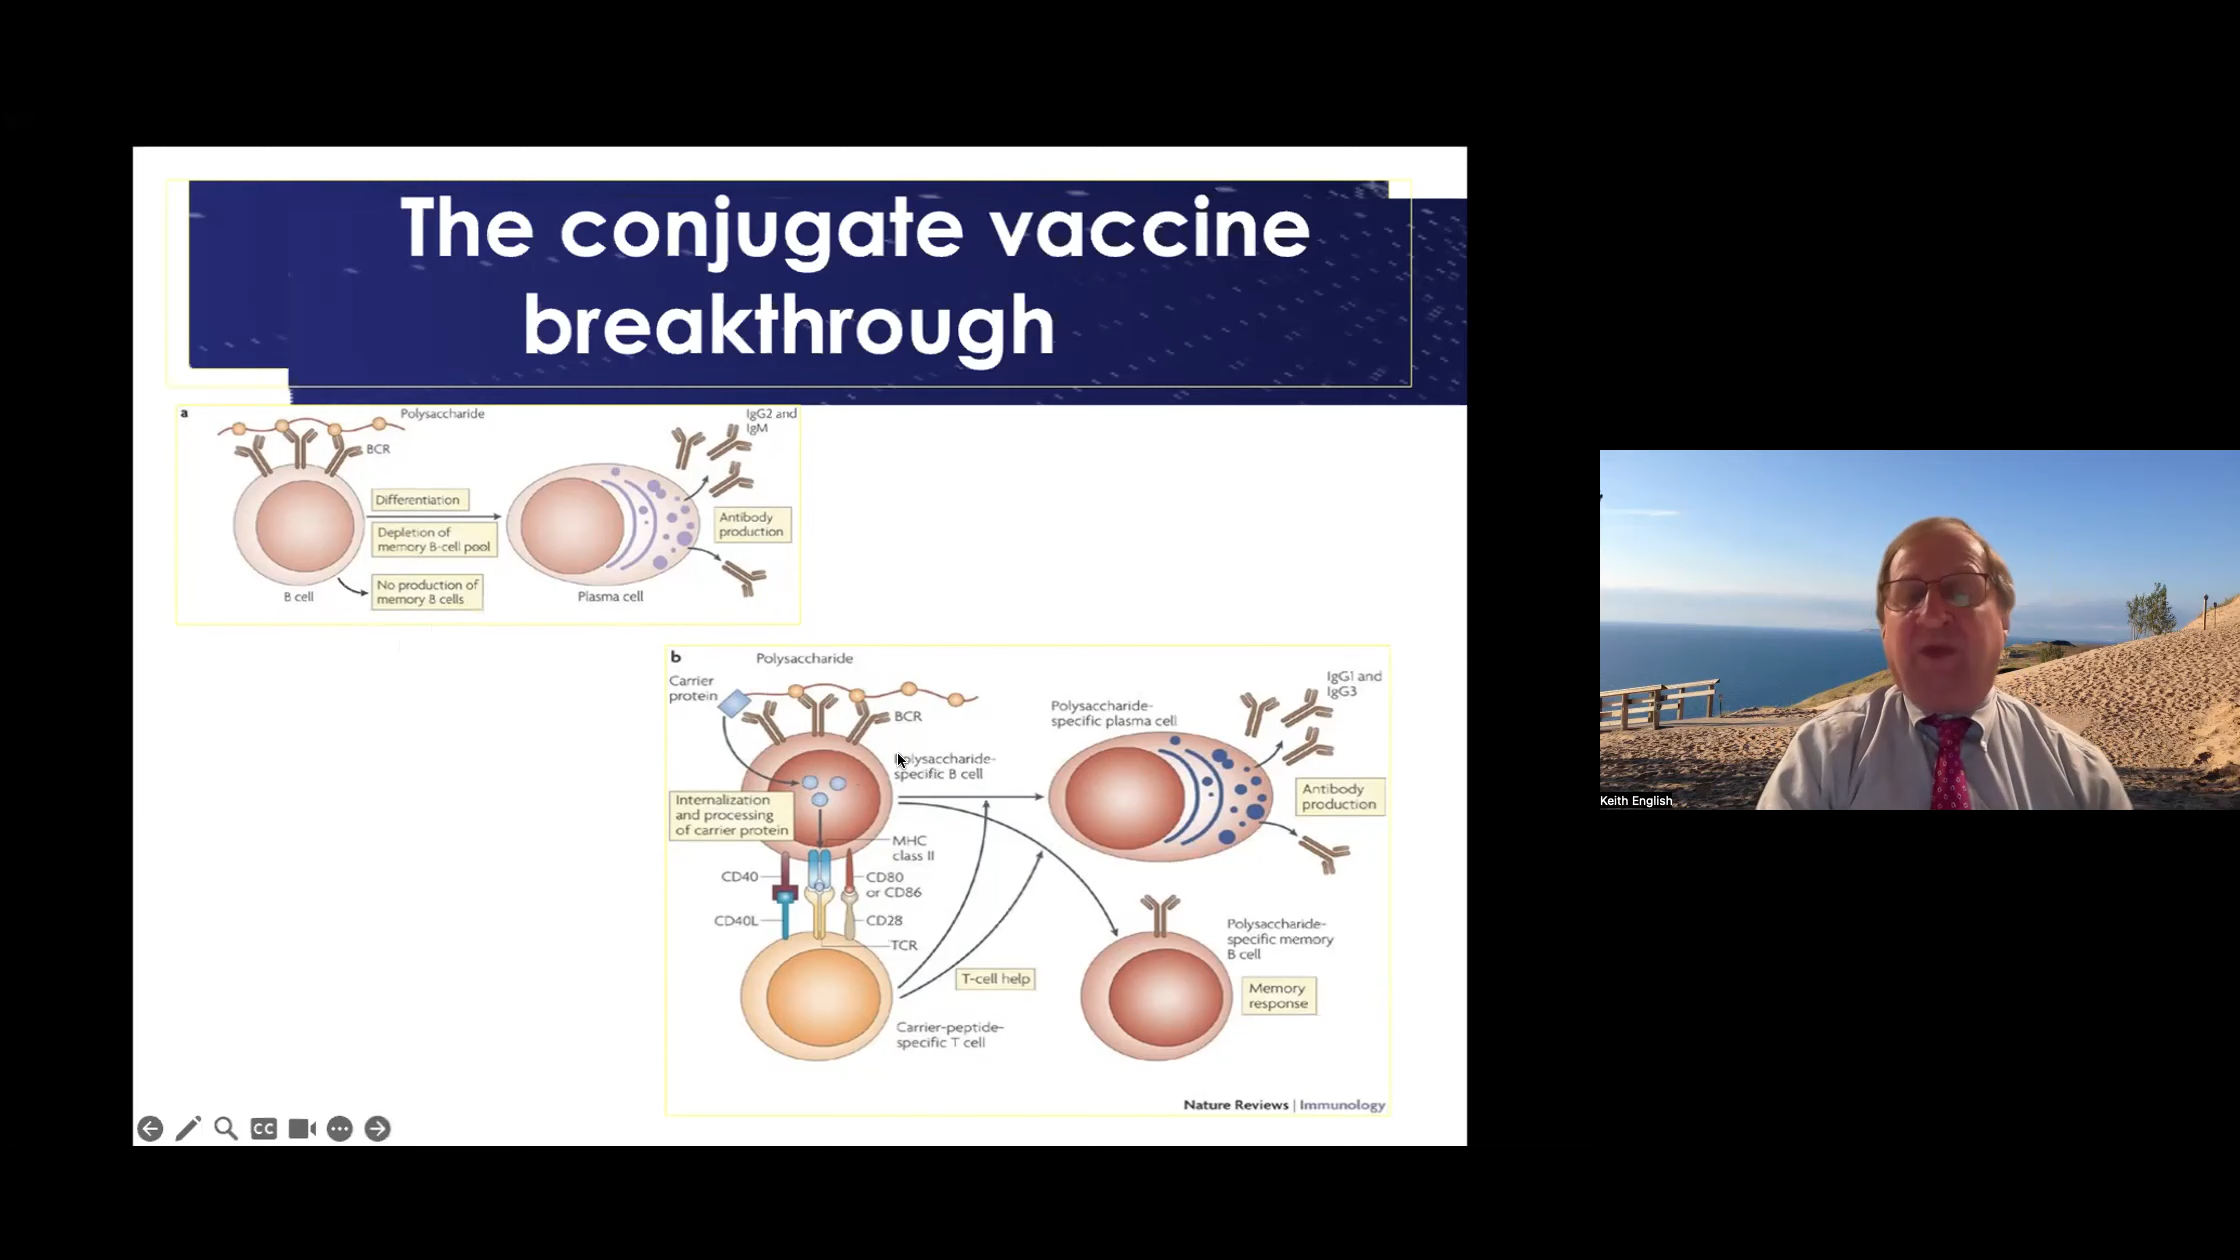 The conjugate vaccine
breakthrough
a
Polysaccharide
IgG2 and
IgM
BCR
Differentiation
Depletion of
memory B-cell pool
No production of
memory B cells
Antibody
production
B cell
Plasma cell
b
Polysaccharide
Carrier
protein
BCR
IgG1 and
IgG3
Polysaccharide-
specific plasma cell
Polysaccharide-
specific B cell
Internalization
and processing
of carrier protein
Antibody
production
MHC
class II
CD40
CD80
or CD86
CD40L
CD28
TCR
Polysaccharide-
specific memory
B cell
T-cell help
Memory
response
Carrier-peptide-
specific T cell
Nature Reviews | Immunology
CC
Keith English